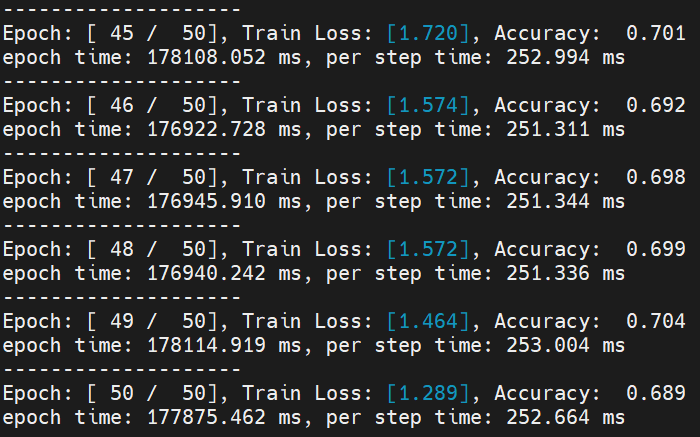 --------------------
Epoch: [ 45 /  50], Train Loss: [1.720], Accuracy:  0.701
epoch time: 178108.052 ms, per step time: 252.994 ms
--------------------
Epoch: [ 46 /  50], Train Loss: [1.574], Accuracy:  0.692
epoch time: 176922.728 ms, per step time: 251.311 ms
--------------------
Epoch: [ 47 /  50], Train Loss: [1.572], Accuracy:  0.698
epoch time: 176945.910 ms, per step time: 251.344 ms
--------------------
Epoch: [ 48 /  50], Train Loss: [1.572], Accuracy:  0.699
epoch time: 176940.242 ms, per step time: 251.336 ms
--------------------
Epoch: [ 49 /  50], Train Loss: [1.464], Accuracy:  0.704
epoch time: 178114.919 ms, per step time: 253.004 ms
--------------------
Epoch: [ 50 /  50], Train Loss: [1.289], Accuracy:  0.689
epoch time: 177875.462 ms, per step time: 252.664 ms